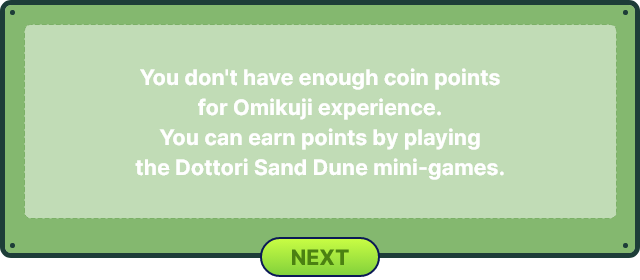 You don't have enough coin points
for Omikuji experience.
You can earn points by playing
the Dottori Sand Dune mini-games.
NEXT